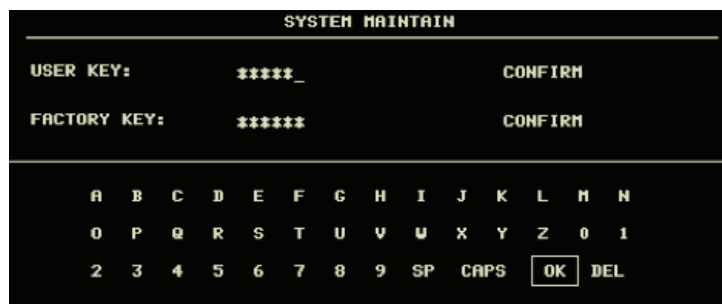 SYSTEM MAINTAIN
USER KEY: *****_ CONFIRM
FACTORY KEY: ****** CONFIRM
A B C D E F G H I J K L M N
O P Q R S T U V W X Y Z 0 1
2 3 4 5 6 7 8 9 SP CAPS OK DEL